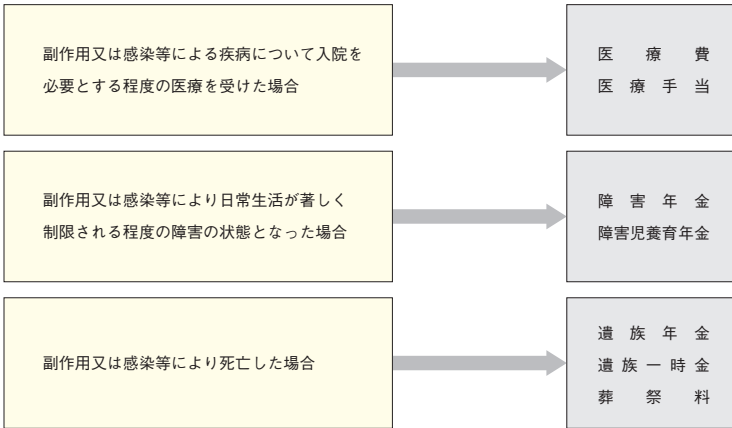 副作用又は感染等による疾病について入院を
必要とする程度の医療を受けた場合
医療費
医療手当
副作用又は感染等により日常生活が著しく
制限される程度の障害の状態となった場合
障害年金
障害児養育年金
副作用又は感染等により死亡した場合
遺族年金
遺族一時金
葬祭料